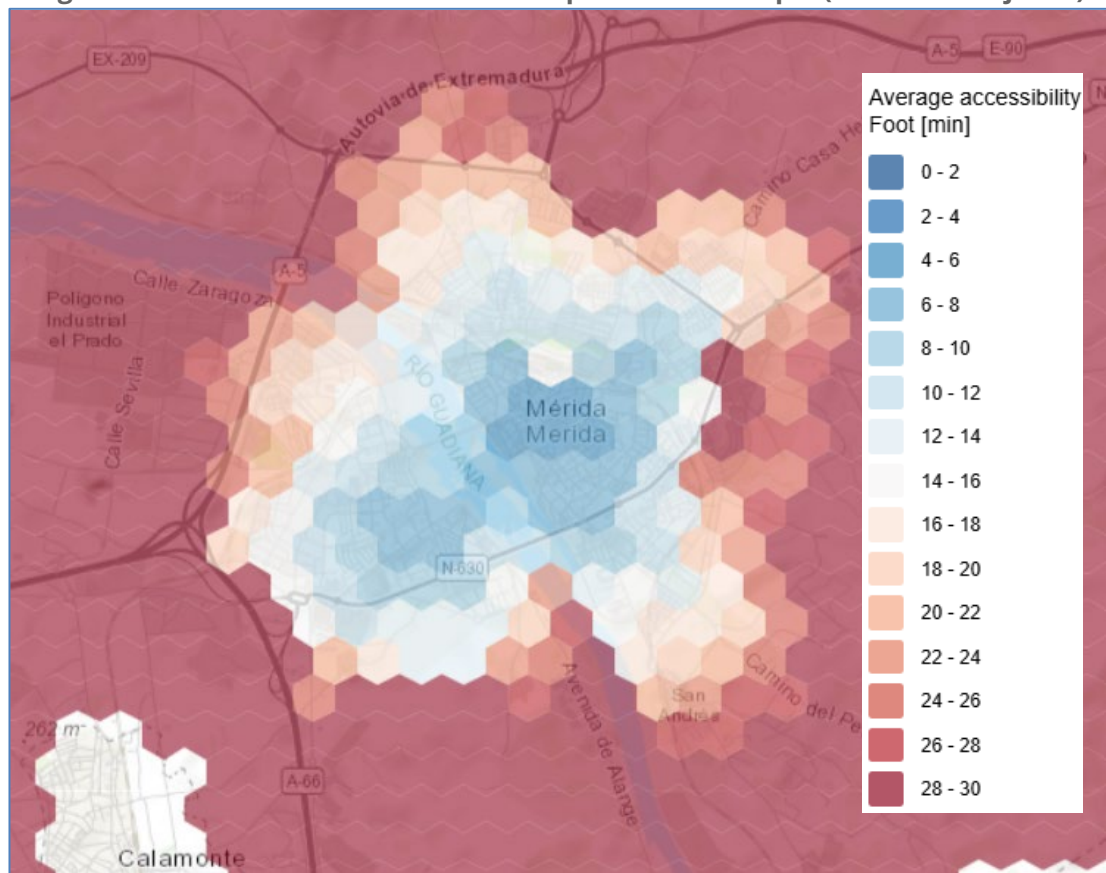 EX-209
Autovia-de-Extremadura
A-5
E-90
N
Camino Casa He
Average accessibility
Foot [min]
0 - 2
2 - 4
4 - 6
6 - 8
8 - 10
10 - 12
12 - 14
14 - 16
16 - 18
18 - 20
20 - 22
22 - 24
24 - 26
26 - 28
28 - 30
A-5
Calle Zaragoza
Polígono
Industrial
el Prado
Calle Sevilla
RÍO GUADIANA
Mérida
Merida
N-630
Avenida de Alange
San
Andrés
Camino del Pe
262 m
A-66
Calamonte